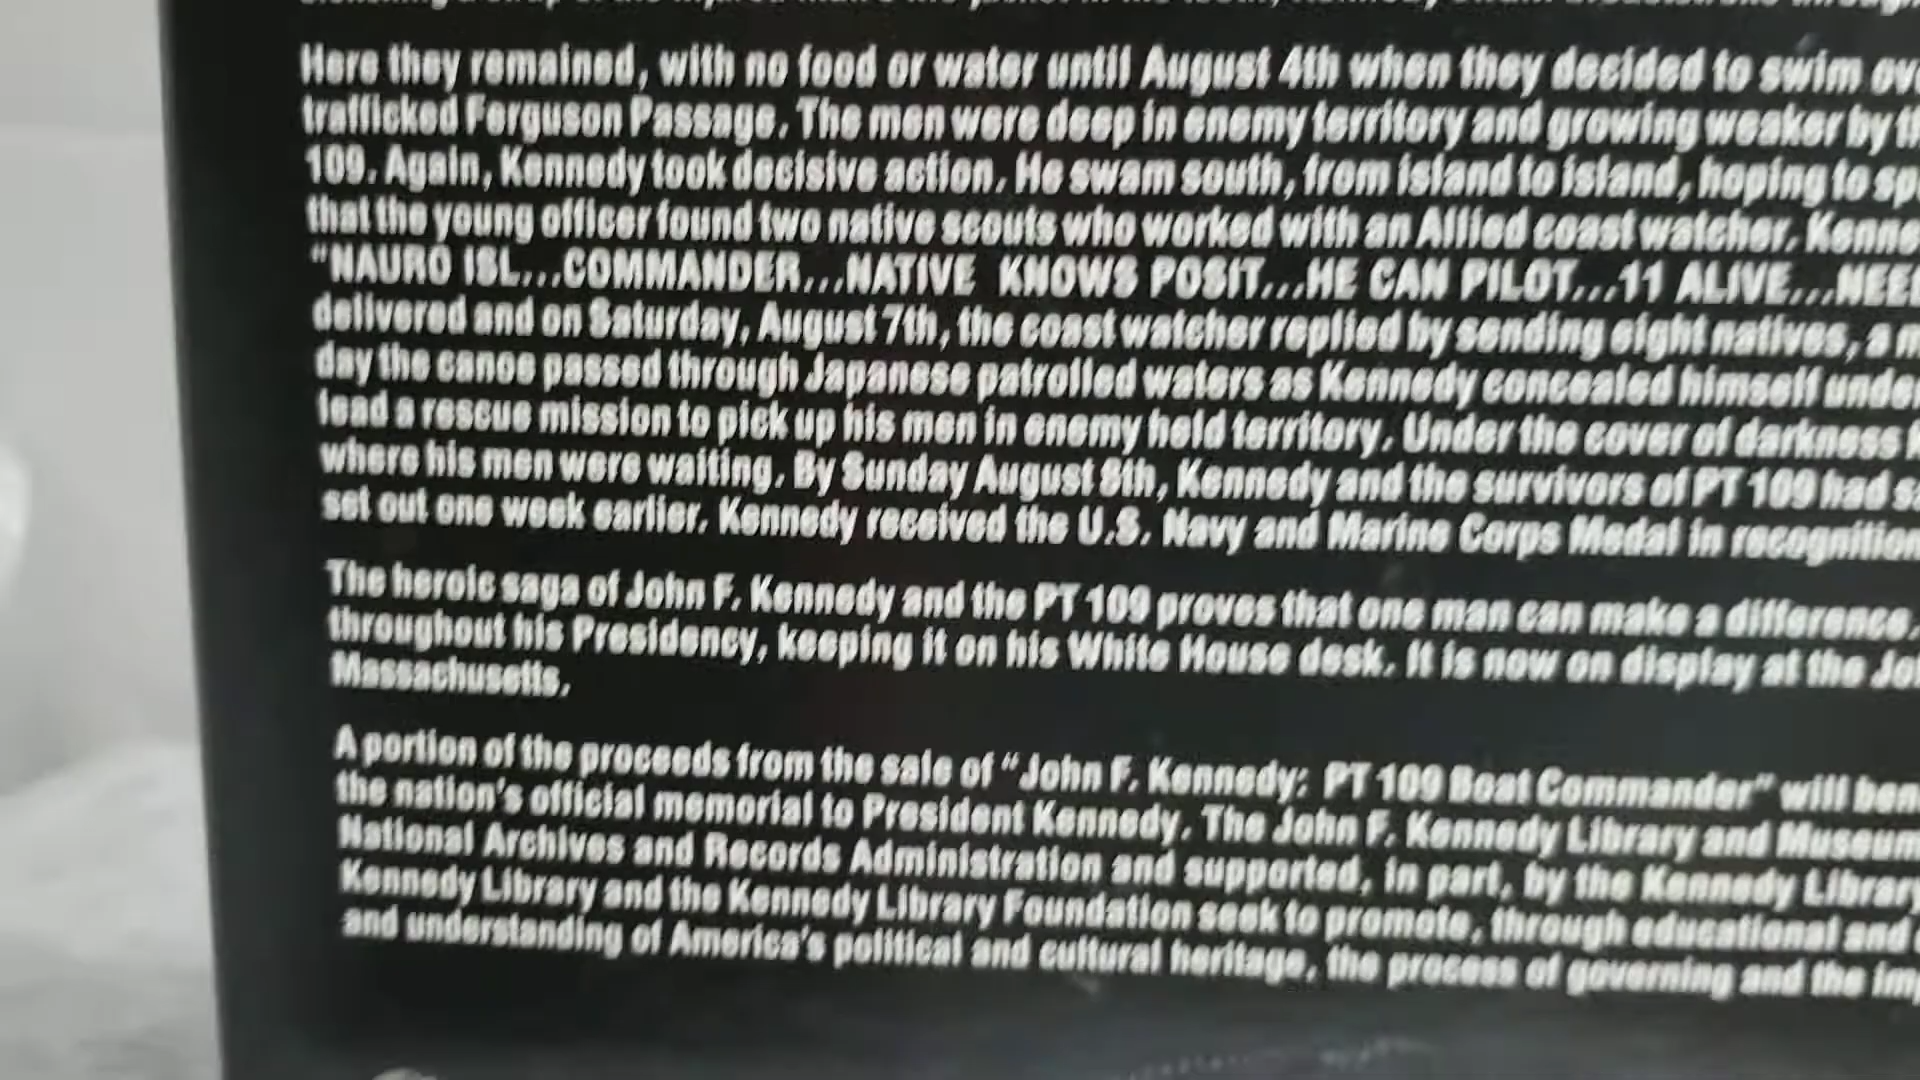 Here they remained, with no food or water until August 4th when they decided to swim
trafficked Ferguson Passage. The men were deep in enemy territory and growing weaker by
109. Again, Kennedy took decisive action. He swam south, from island to island, hoping to
that the young officer found two native scouts who worked with an Allied coast watcher.
"NAURO ISL...COMMANDER...NATIVE KNOWS POSIT...HE CAN PILOT...11 ALIVE...
delivered and on Saturday, August 7th, the coast watcher replied by sending eight natives, a
day the canoe passed through Japanese patrolled waters as Kennedy concealed himself
lead a rescue mission to pick up his men in enemy held territory. Under the cover of darkness
where his men were waiting. By Sunday August 8th, Kennedy and the survivors of PT 109 had
set out one week earlier. Kennedy received the U.S. Navy and Marine Corps Medal in recognition
The heroic saga of John F. Kennedy and the PT 109 proves that one man can make a difference.
throughout his Presidency, keeping it on his White House desk. It is now on display at the
Massachusetts.
A portion of the proceeds from the sale of "John F. Kennedy: PT 109 Boat Commander" will
the nation's official memorial to President Kennedy. The John F. Kennedy Library and Museum
National Archives and Records Administration and supported, in part, by the Kennedy Library
Kennedy Library and the Kennedy Library Foundation seek to promote, through educational and
and understanding of America's political and cultural heritage, the process of governing and the